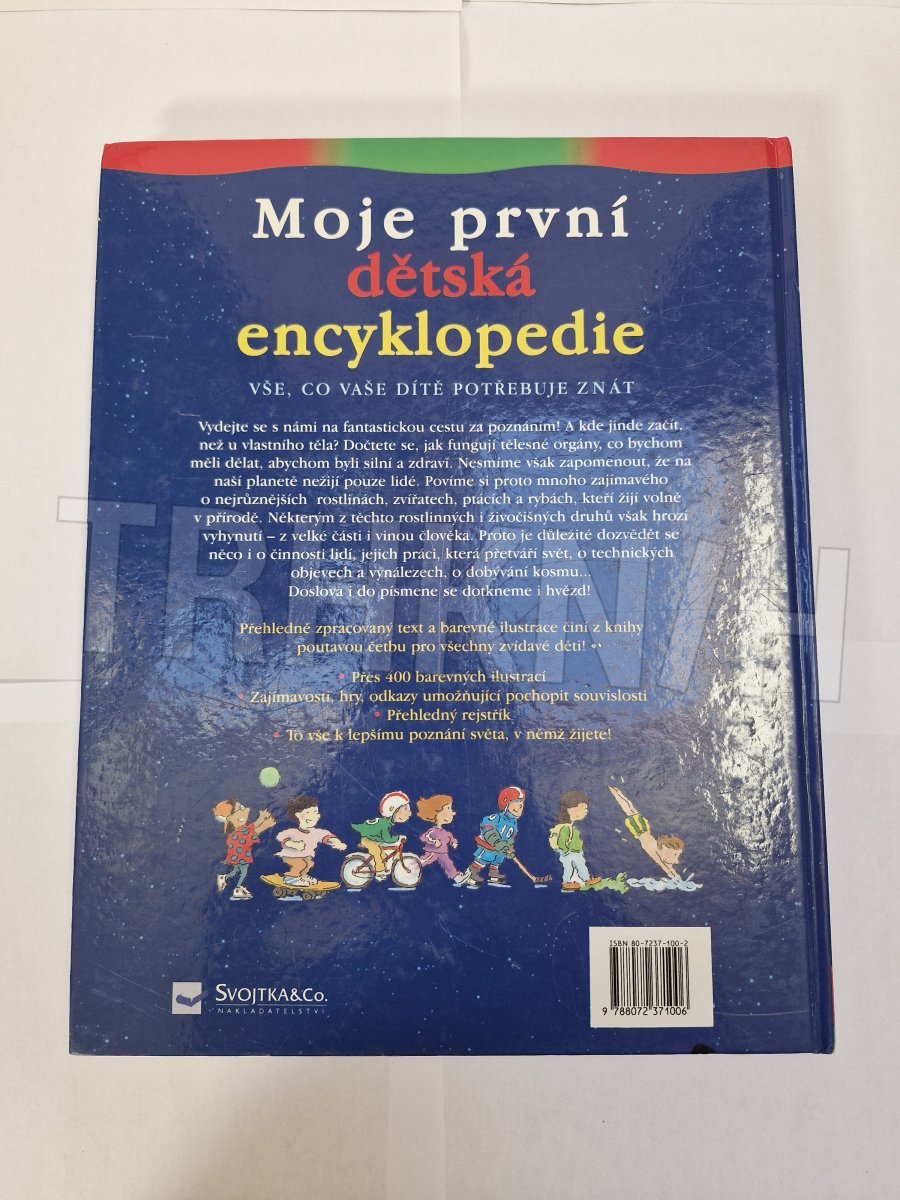 Moje první
dětská
encyklopedie
VŠE, CO VAŠE DÍTĚ POTŘEBUJE ZNÁT
Vydejte se s námi na fantastickou cestu za poznáním! A kde jinde začít,
než u vlastního těla? Dočtete se, jak fungují tělesné orgány, co bychom
měli dělat, abychom byli silní a zdraví. Nesmíme však zapomenout, že na
naší planetě nežijí pouze lidé. Povíme si proto mnoho zajímavého
o nejrůznějších rostlinách, zvířatech, ptácích a rybách, kteří žijí volně
v přírodě. Některým z těchto rostlinných i živočišných druhů však hrozí
vyhynutí – z velké části i vinou člověka. Proto je důležité dozvědět se
něco i o činnosti lidí, jejich práci, která přetváří svět, o technických
objevech a vynálezech, o dobývání kosmu...
Doslova i do písmene se dotkneme i hvězd!
Přehledně zpracovaný text a barevné ilustrace činí z knihy
poutavou četbu pro všechny zvídavé děti!
• Přes 400 barevných ilustrací
• Zajímavosti, hry, odkazy umožňující pochopit souvislosti
• Přehledný rejstřík
• To vše k lepšímu poznání světa, v němž žijete!
10
SVOJTKA&CO.
NAKLADATELSTVÍ
ISBN 80-7237-100-2
9 788072 371006